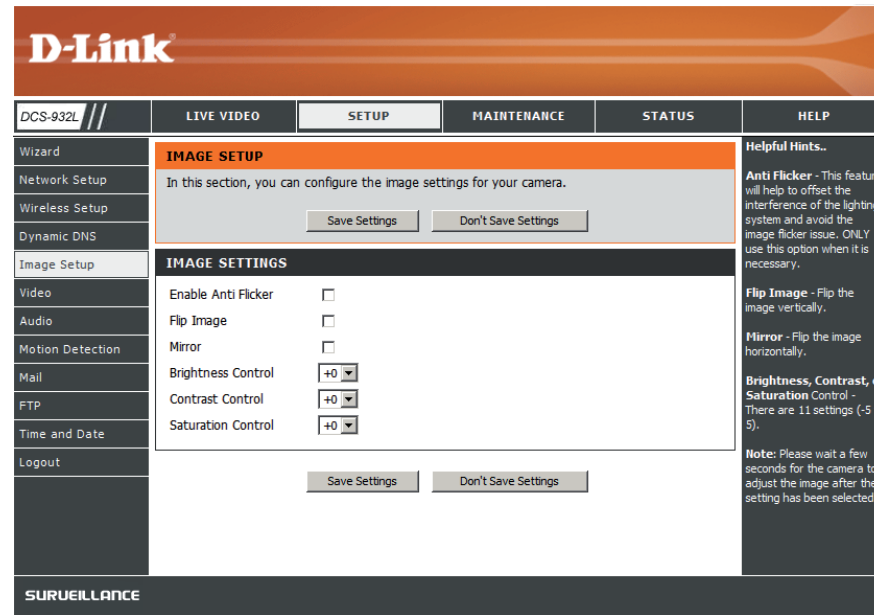 D-Link
DCS-932L
LIVE VIDEO
SETUP
MAINTENANCE
STATUS
HELP
Wizard
Network Setup
Wireless Setup
Dynamic DNS
Image Setup
Video
Audio
Motion Detection
Mail
FTP
Time and Date
Logout
IMAGE SETUP
In this section, you can configure the image settings for your camera.
Save Settings
Don't Save Settings
IMAGE SETTINGS
Enable Anti Flicker
Flip Image
Mirror
Brightness Control +0
Contrast Control +0
Saturation Control +0
Save Settings
Don't Save Settings
Helpful Hints..
Anti Flicker - This featur
will help to offset the
interference of the lighting
system and avoid the
image flicker issue. ONLY
use this option when it is
necessary.
Flip Image - Flip the
image vertically.
Mirror - Flip the image
horizontally.
Brightness, Contrast,
Saturation Control -
There are 11 settings (-5
5).
Note: Please wait a few
seconds for the camera to
adjust the image after the
setting has been selected
SURVEILLANCE